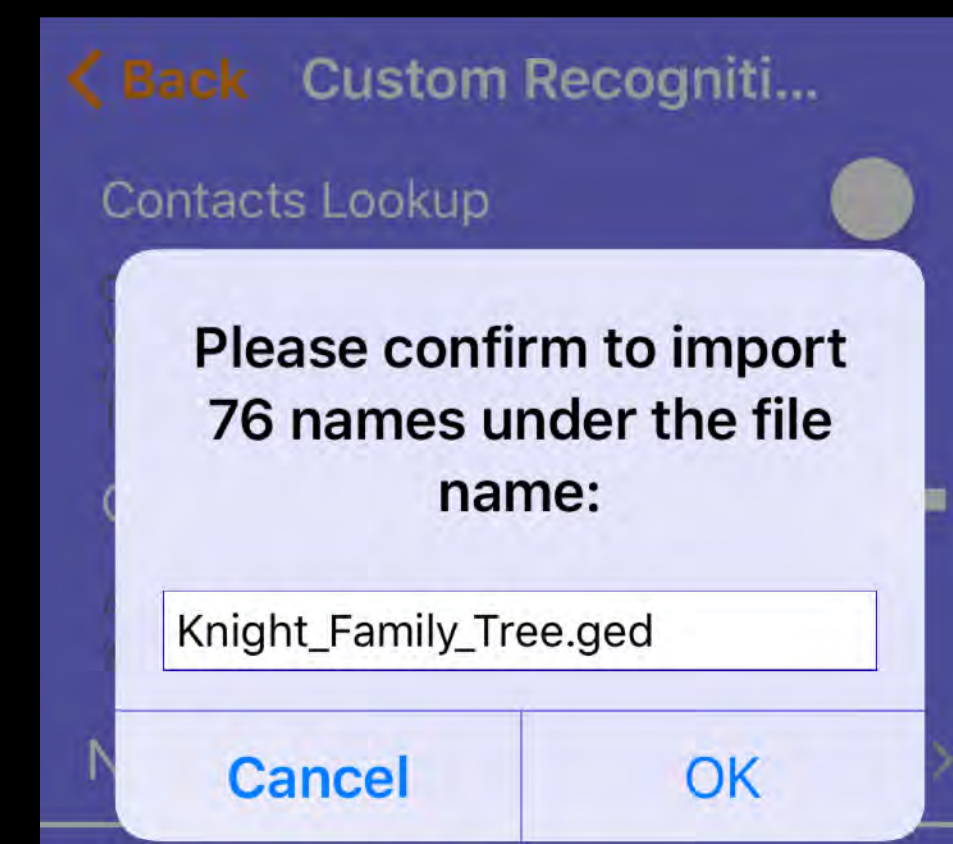 Back Custom Recogniti...
Contacts Lookup
Please confirm to import
76 names under the file
name:
Knight_Family_Tree.ged
Cancel OK